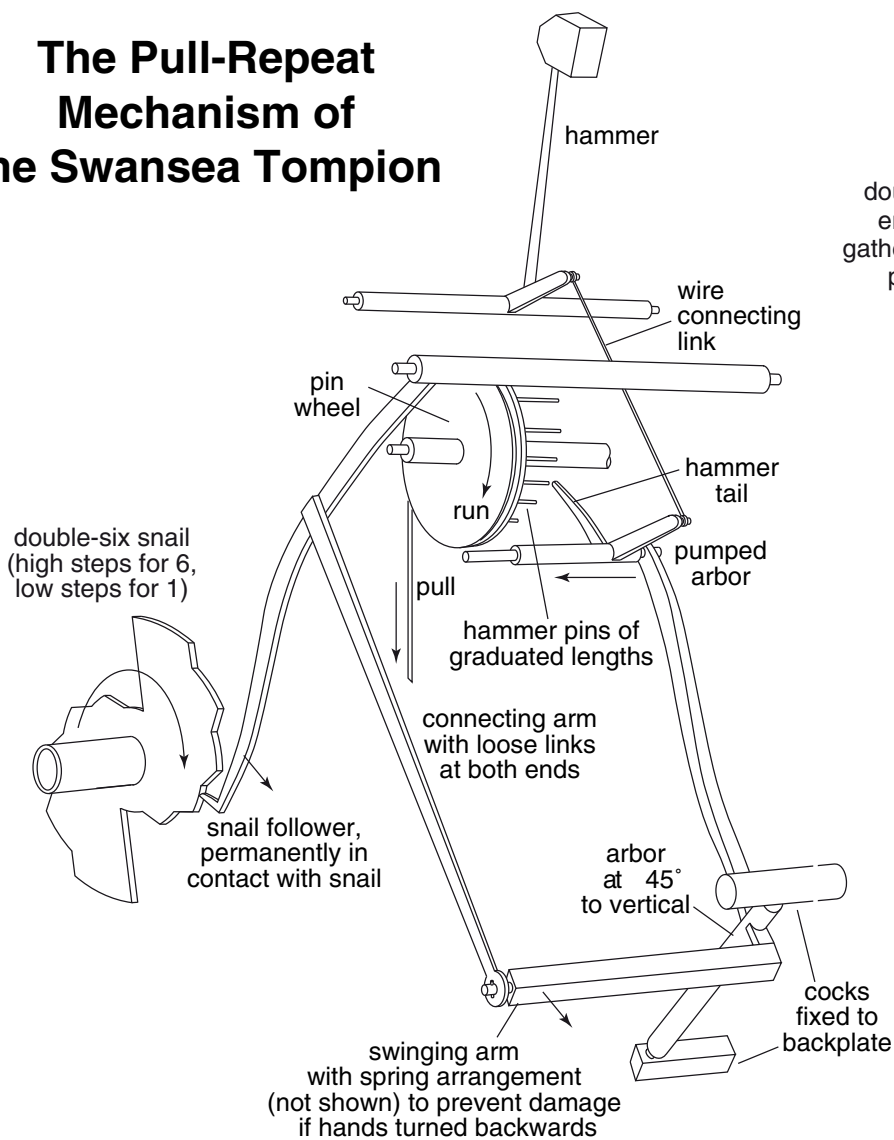 The Pull-Repeat
Mechanism of
Swansea Tompion
hammer
wire
connecting
link
pin
wheel
run
hammer
tail
double-six snail
(high steps for 6,
low steps for 1)
pull
pumped
arbor
hammer pins of
graduated lengths
connecting arm
with loose links
at both ends
snail follower,
permanently in
contact with snail
arbor
at 45°
to vertical
cocks
fixed to
backplate
swinging arm
with spring arrangement
(not shown) to prevent damage
if hands turned backwards